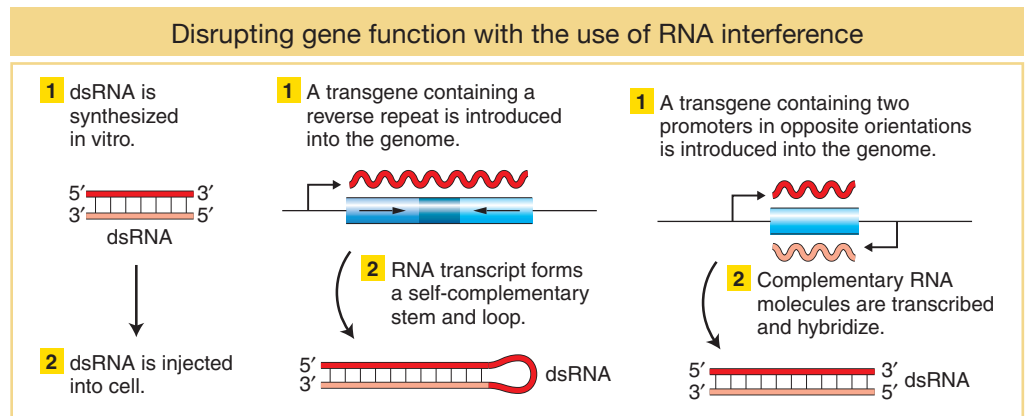 Disrupting gene function with the use of RNA interference
1 dsRNA is
synthesized
in vitro.
5′ 3′
3′ 5′
dsRNA
2 dsRNA is injected
into cell.
1 A transgene containing a
reverse repeat is introduced
into the genome.
2 RNA transcript forms
a self-complementary
stem and loop.
5′
3′
dsRNA
1 A transgene containing two
promoters in opposite orientations
is introduced into the genome.
2 Complementary RNA
molecules are transcribed
and hybridize.
5′ 3′
3′ 5′
dsRNA